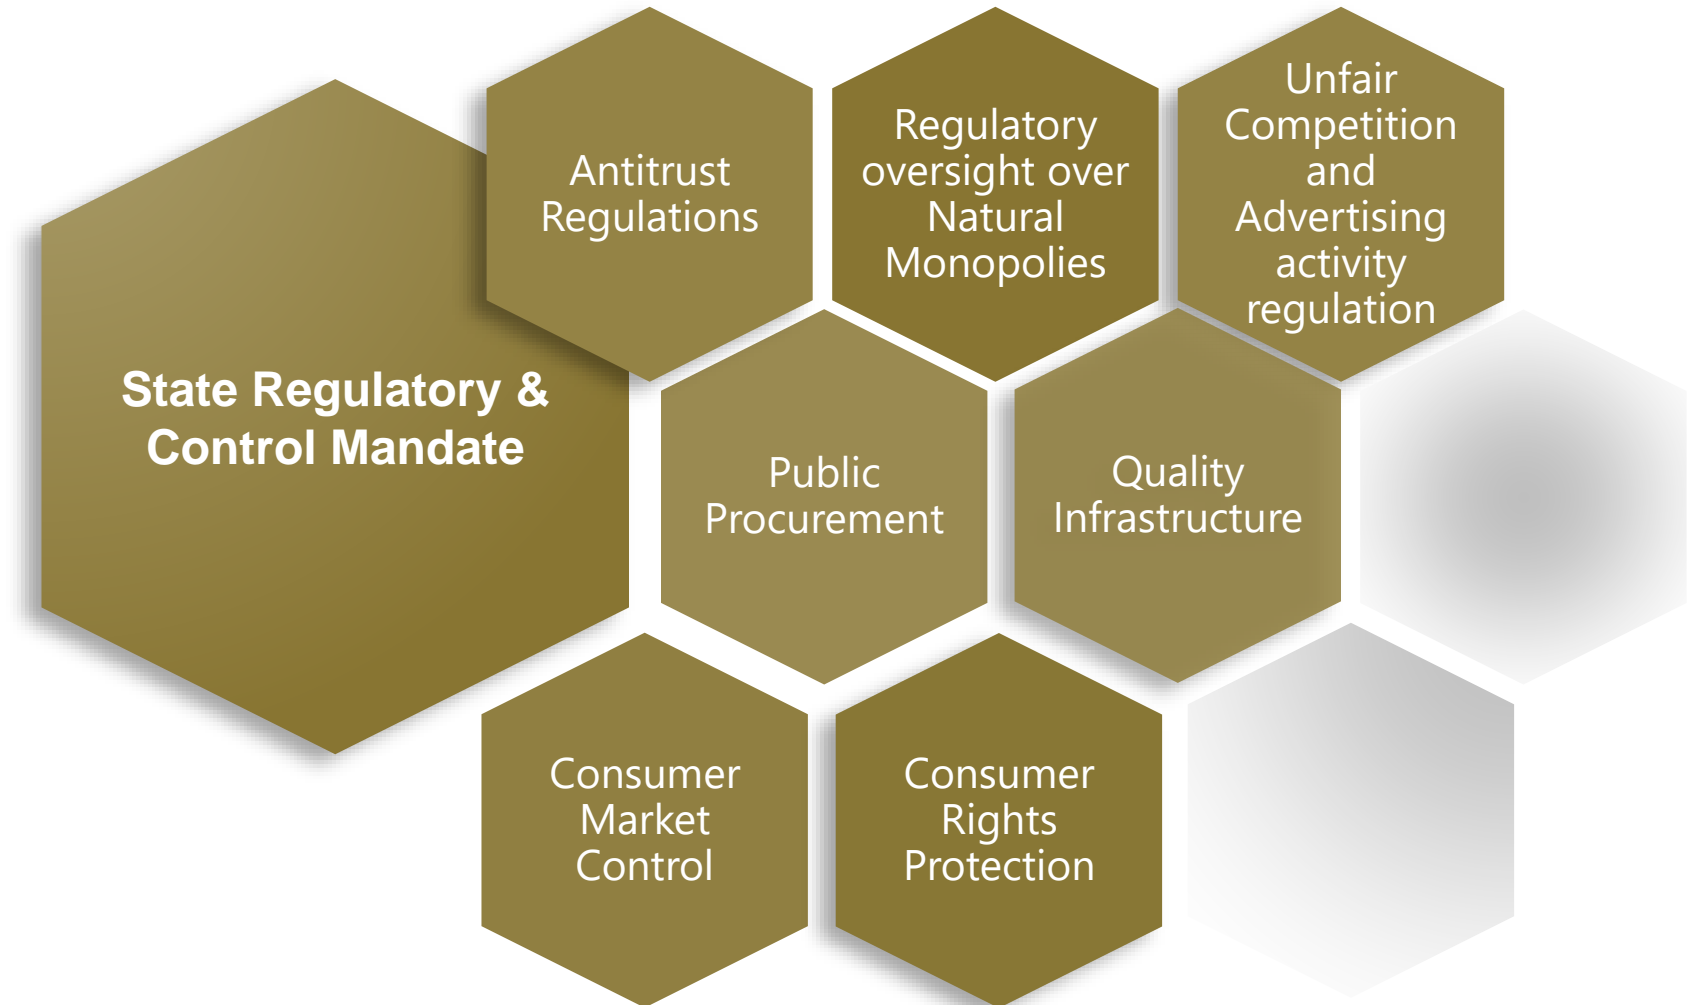 State Regulatory &
Control Mandate
Antitrust
Regulations
Regulatory
oversight over
Natural
Monopolies
Unfair
Competition
and
Advertising
activity
regulation
Public
Procurement
Quality
Infrastructure
Consumer
Market
Control
Consumer
Rights
Protection